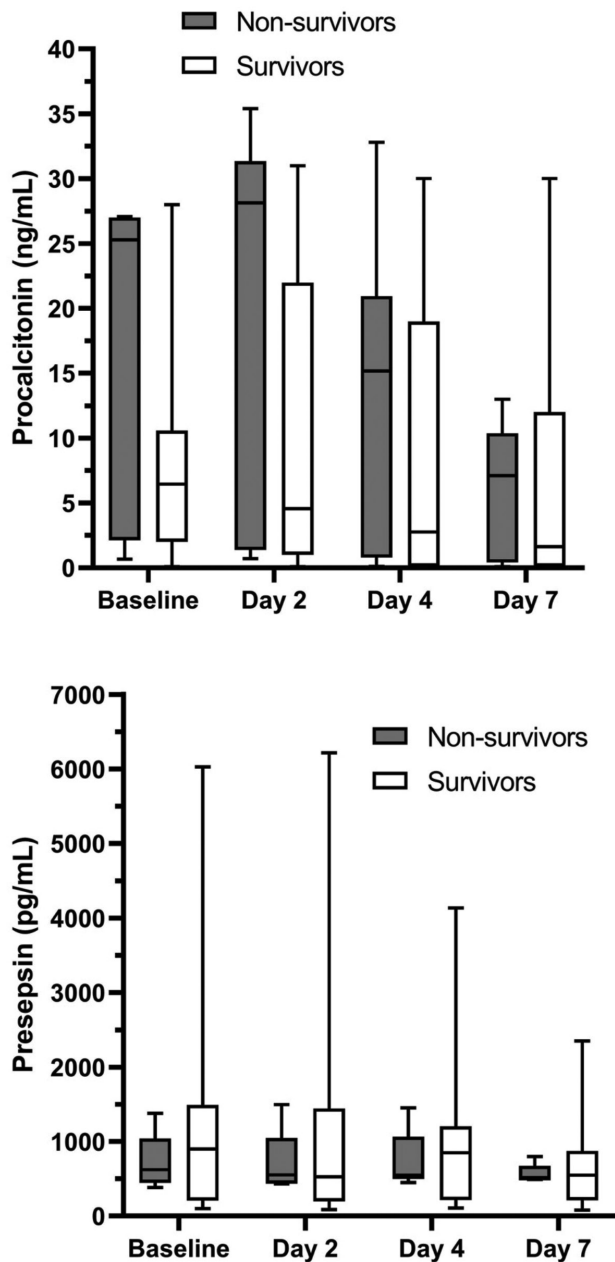 Non-survivors
Survivors
Procalcitonin (ng/mL)
40
35
30
25
20
15
10
5
0
Baseline Day 2 Day 4 Day 7
Presepsin (pg/mL)
7000
6000
5000
4000
3000
2000
1000
0
Non-survivors
Survivors
Baseline Day 2 Day 4 Day 7